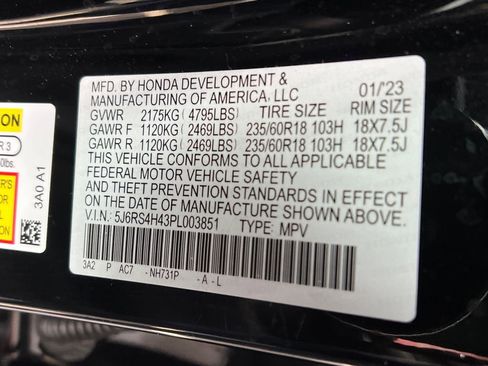 MFD. BY HONDA DEVELOPMENT & 01/23
MANUFACTURING OF AMERICA, LLC
GVWR 2175KG(4795LBS) TIRE SIZE RIM SIZE
GAWR F 1120KG(2469LBS) 235/60R18 103H 18X7.5J
GAWR R 1120KG(2469LBS) 235/60R18 103H 18X7.5J
THIS VEHICLE CONFORMS TO ALL APPLICABLE
FEDERAL MOTOR VEHICLE SAFETY
AND THEFT PREVENTION STANDARDS IN EFFECT
ON THE DATE OF MANUFACTURE SHOWN ABOVE.
V.I.N.: 5J6RS4H43PL003851 TYPE: MPV
3A2 P AC7 -NH731P -A-L
3A0 A1